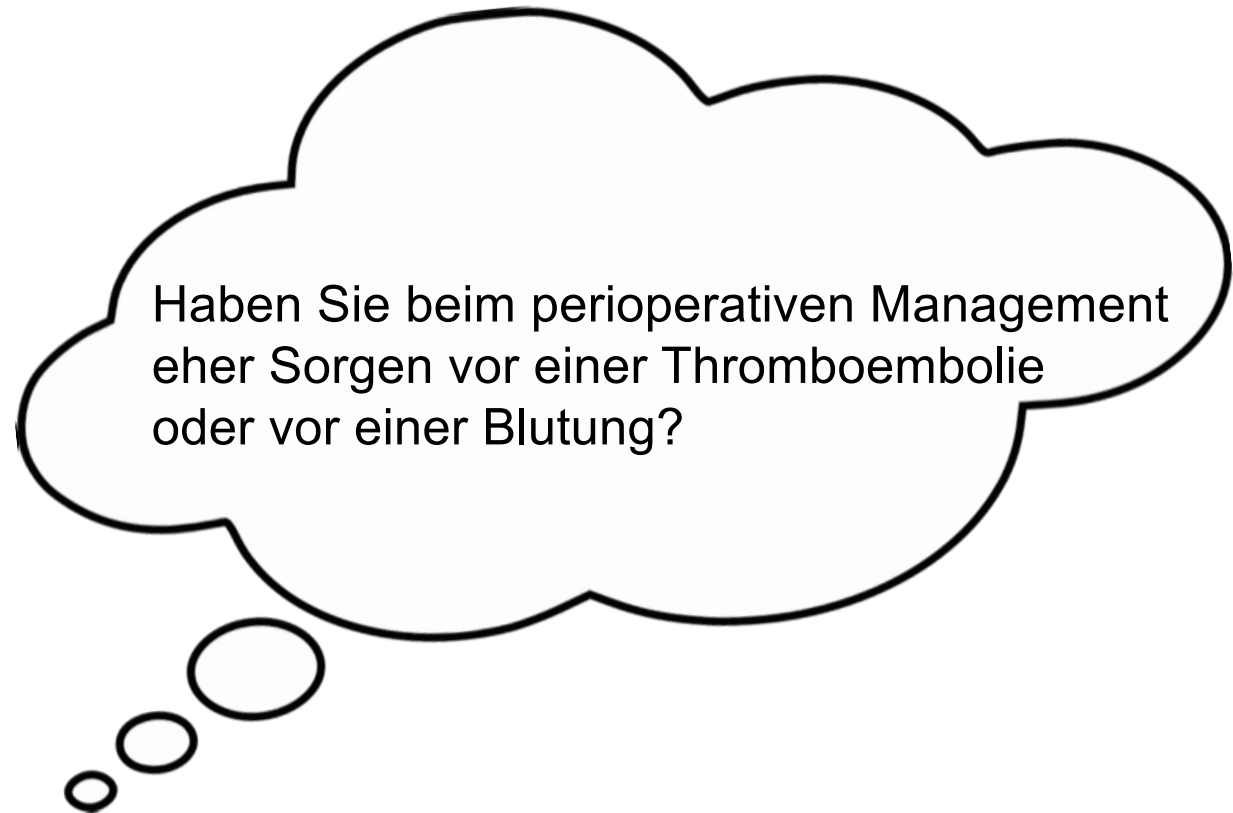 Haben Sie beim perioperativen Management
eher Sorgen vor einer Thromboembolie
oder vor einer Blutung?